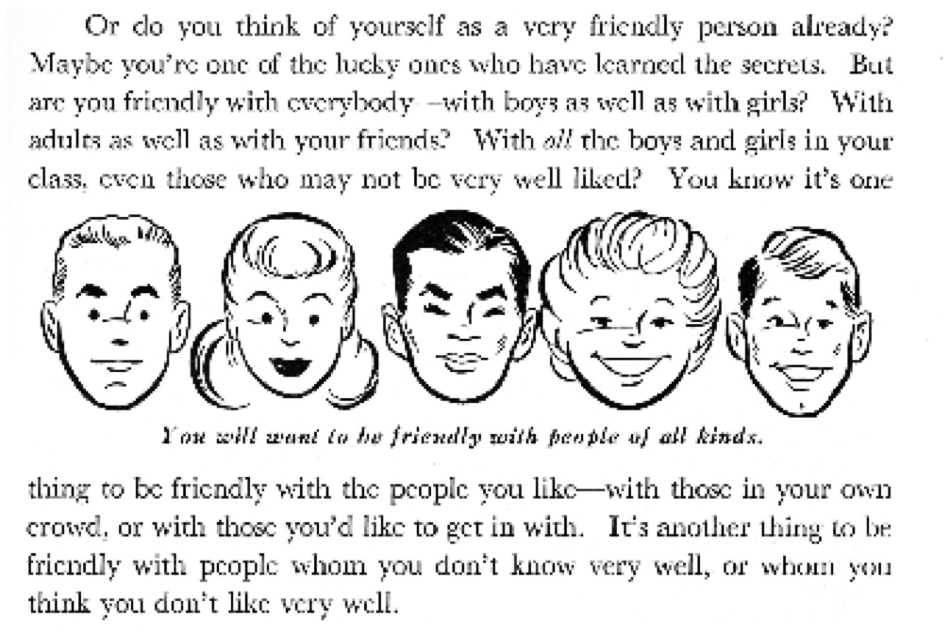 Or do you think of yourself as a very friendly person already?
Maybe you're one of the lucky ones who have learned the secrets. But
are you friendly with everybody—with boys as well as with girls? With
adults as well as with your friends? With all the boys and girls in your
class, even those who may not be very well liked? You know it's one
You will want to be friendly with people of all kinds.
thing to be friendly with the people you like—with those in your own
crowd, or with those you'd like to get in with. It's another thing to be
friendly with people whom you don't know very well, or whom you
think you don't like very well.